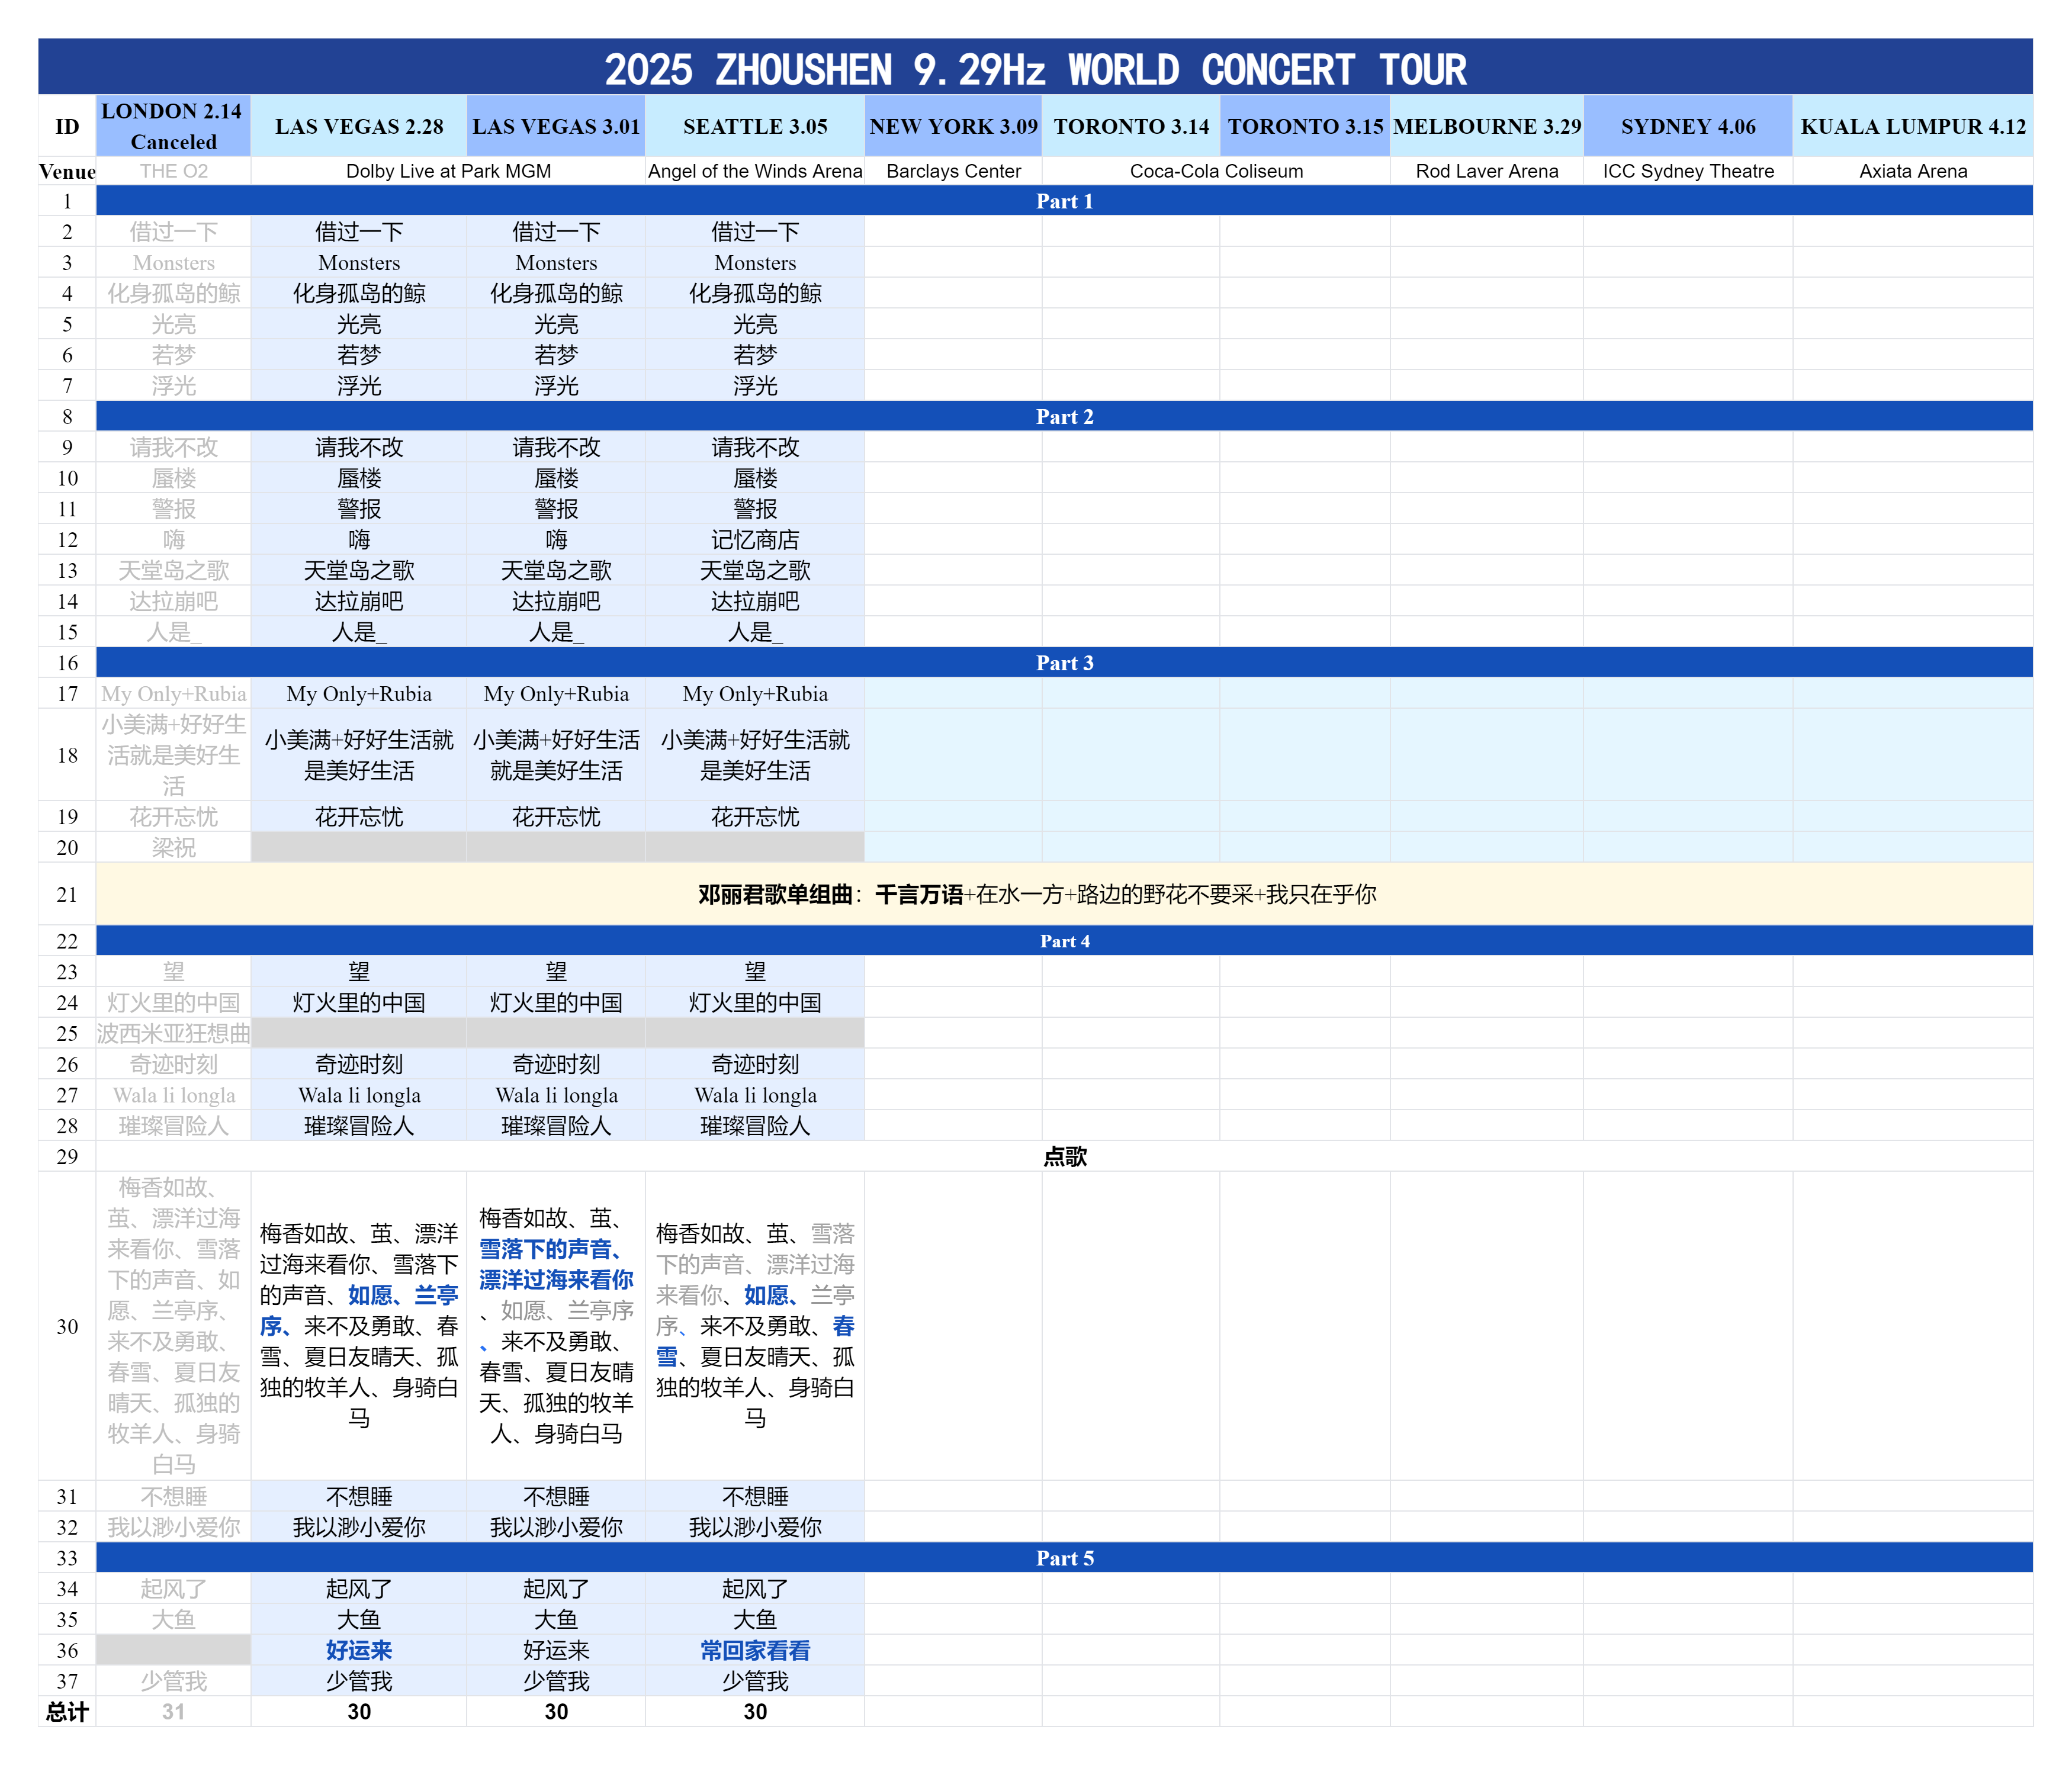 2025 ZHOUSHEN 9.29Hz WORLD CONCERT TOUR
ID LONDON 2.14 Canceled LAS VEGAS 2.28 LAS VEGAS 3.01 SEATTLE 3.05 NEW YORK 3.09 TORONTO 3.14 TORONTO 3.15 MELBOURNE 3.29 SYDNEY 4.06 KUALA LUMPUR 4.12
Venue THE O2 Dolby Live at Park MGM Angel of the Winds Arena Barclays Center Coca-Cola Coliseum Rod Laver Arena ICC Sydney Theatre Axiata Arena
1 Part 1
2 借过一下 借过一下 借过一下 借过一下
3 Monsters Monsters Monsters Monsters
4 化身孤岛的鲸 化身孤岛的鲸 化身孤岛的鲸 化身孤岛的鲸
5 光亮 光亮 光亮 光亮
6 若梦 若梦 若梦 若梦
7 浮光 浮光 浮光 浮光
8 Part 2
9 请我不改 请我不改 请我不改 请我不改
10 蜃楼 蜃楼 蜃楼 蜃楼
11 警报 警报 警报 警报
12 嗨 嗨 嗨 记忆商店
13 天堂岛之歌 天堂岛之歌 天堂岛之歌 天堂岛之歌
14 达拉崩吧 达拉崩吧 达拉崩吧 达拉崩吧
15 人是_ 人是_ 人是_ 人是_
16 Part 3
17 My Only+Rubia My Only+Rubia My Only+Rubia My Only+Rubia
18 小美满+好好生活就是美好生活 小美满+好好生活就是美好生活 小美满+好好生活就是美好生活 小美满+好好生活就是美好生活
19 花开忘忧 花开忘忧 花开忘忧 花开忘忧
20 梁祝
21 邓丽君歌单组曲：千言万语+在水一方+路边的野花不要采+我只在乎你
22 Part 4
23 望 望 望 望
24 灯火里的中国 灯火里的中国 灯火里的中国 灯火里的中国
25 波西米亚狂想曲
26 奇迹时刻 奇迹时刻 奇迹时刻 奇迹时刻
27 Wala li longla Wala li longla Wala li longla Wala li longla
28 璀璨冒险人 璀璨冒险人 璀璨冒险人 璀璨冒险人
29 点歌
30 梅香如故、茧、漂洋过海来看你、雪落下的声音、如愿、兰亭序、来不及勇敢、春雪、夏日友晴天、孤独的牧羊人、身骑白马 梅香如故、茧、漂洋过海来看你、雪落下的声音、如愿、兰亭序、来不及勇敢、春雪、夏日友晴天、孤独的牧羊人、身骑白马 梅香如故、茧、雪落下的声音、漂洋过海来看你、如愿、兰亭序、来不及勇敢、春雪、夏日友晴天、孤独的牧羊人、身骑白马 梅香如故、茧、雪落下的声音、漂洋过海来看你、如愿、兰亭序、来不及勇敢、春雪、夏日友晴天、孤独的牧羊人、身骑白马
31 不想睡 不想睡 不想睡 不想睡
32 我以渺小爱你 我以渺小爱你 我以渺小爱你 我以渺小爱你
33 Part 5
34 起风了 起风了 起风了 起风了
35 大鱼 大鱼 大鱼 大鱼
36 好运来 好运来 常回家看看
37 少管我 少管我 少管我 少管我
总计 31 30 30 30